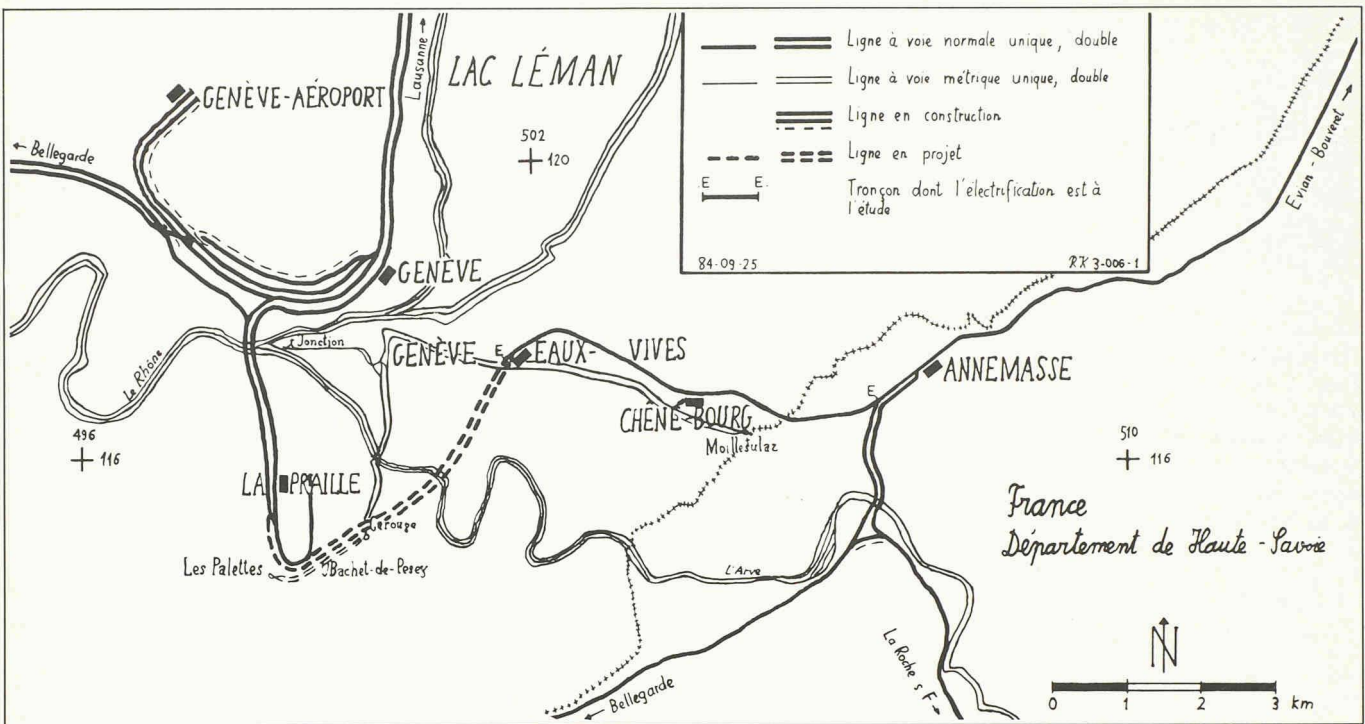 Lausanne →
LAC LÉMAN
GENÈVE-AÉROPORT
← Bellegarde
502
120
Ligne à voie normale unique, double
Ligne à voie métrique unique, double
Ligne en construction
Ligne en projet
E E.
Tronçon dont l'électrification est à
l'étude
84-09-25
RK 3-006-1
Evian - Bouveret →
GENÈVE
Jonction
Le Rhône
GENÈVE
E
EAUX-VIVES
E
ANNEMASSE
CHÊNE-BOURG
Moillesulaz
496
116
510
116
LA PRAILLE
Carouge
Les Palettes
Bachet-de-Pesey
L'Arve
France
Département de Haute-Savoie
La Roche s F →
← Bellegarde
N
0 1 2 3 km